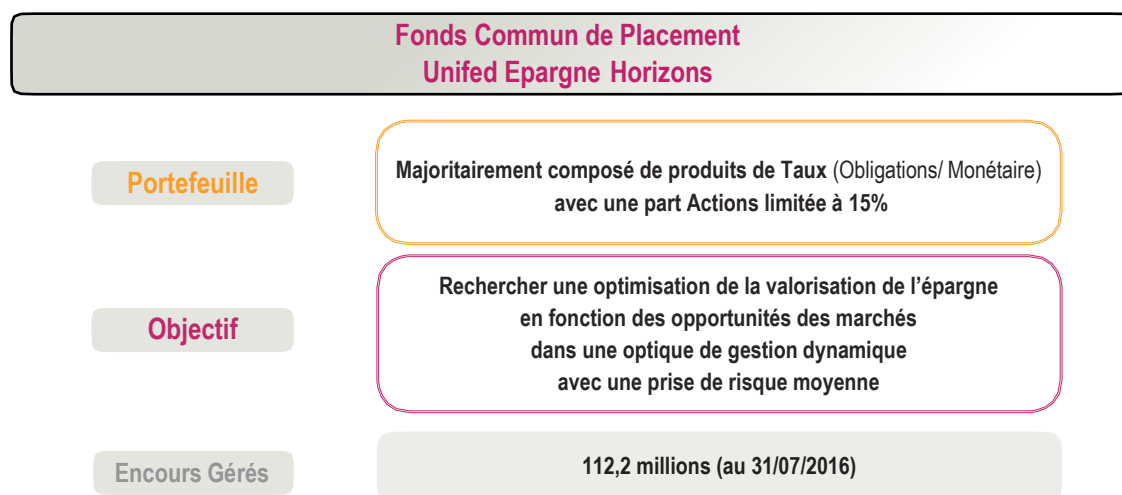 Fonds Commun de Placement
Unifed Epargne Horizons
Portefeuille
Majoritairement composé de produits de Taux (Obligations/ Monétaire)
avec une part Actions limitée à 15%
Objectif
Rechercher une optimisation de la valorisation de l’épargne
en fonction des opportunités des marchés
dans une optique de gestion dynamique
avec une prise de risque moyenne
Encours Gérés
112,2 millions (au 31/07/2016)